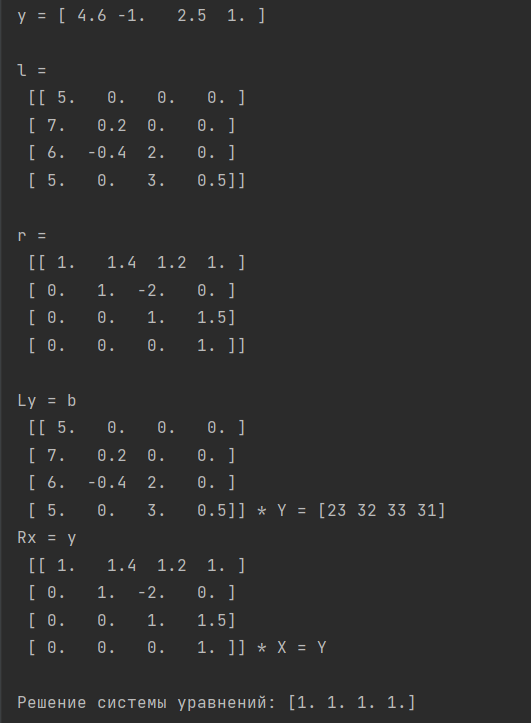 y = [ 4.6 -1.   2.5  1. ]
l =
 [[ 5.   0.   0.   0. ]
 [ 7.   0.2  0.   0. ]
 [ 6.  -0.4  2.   0. ]
 [ 5.   0.   3.   0.5]]
r =
 [[ 1.   1.4  1.2  1. ]
 [ 0.   1.  -2.   0. ]
 [ 0.   0.   1.   1.5]
 [ 0.   0.   0.   1. ]]
Ly = b
 [[ 5.   0.   0.   0. ]
 [ 7.   0.2  0.   0. ]
 [ 6.  -0.4  2.   0. ]
 [ 5.   0.   3.   0.5]] * Y = [23 32 33 31]
Rx = y
 [[ 1.   1.4  1.2  1. ]
 [ 0.   1.  -2.   0. ]
 [ 0.   0.   1.   1.5]
 [ 0.   0.   0.   1. ]] * X = Y
Решение системы уравнений: [1. 1. 1. 1.]